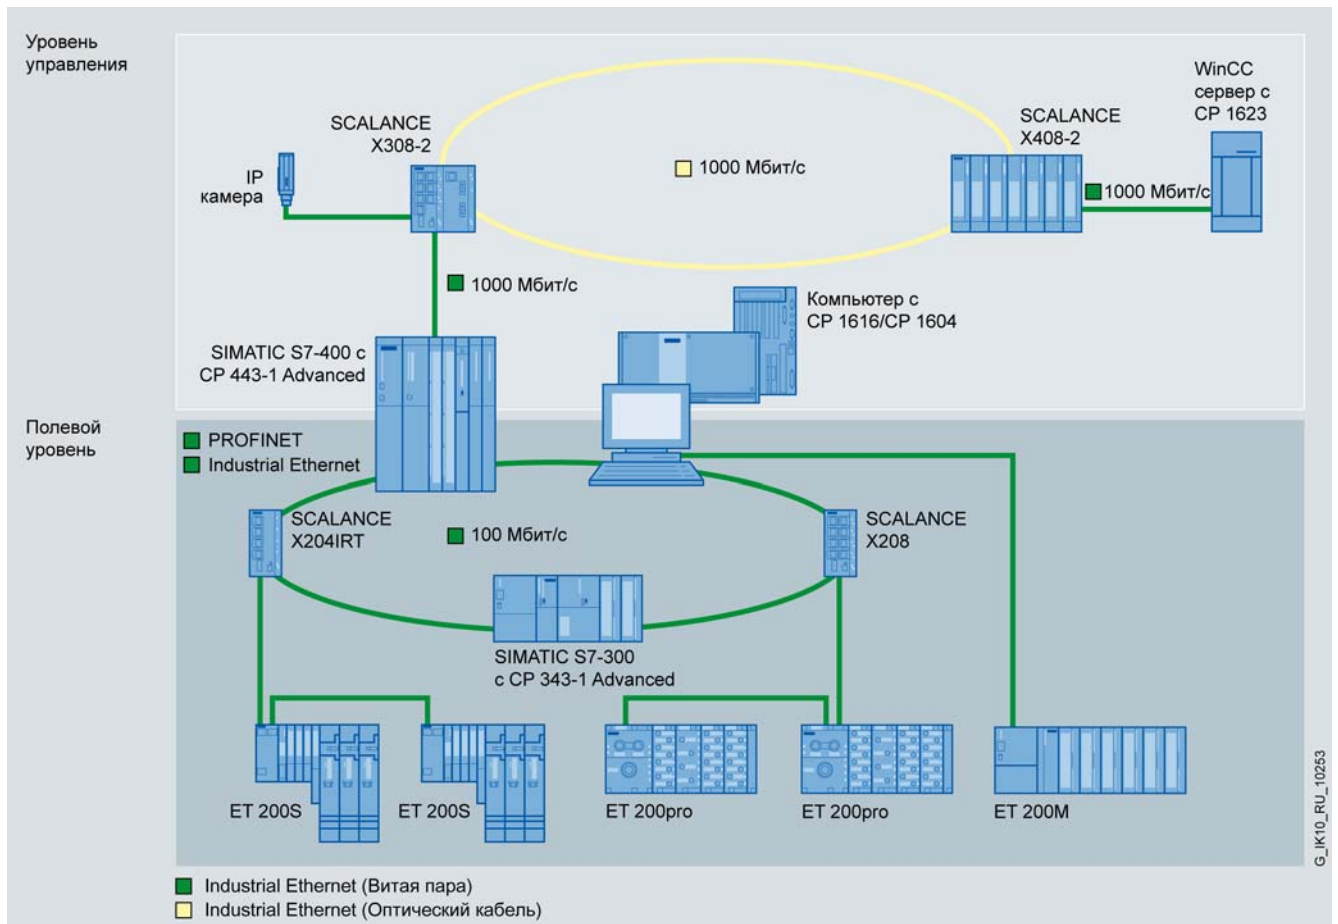 Уровень
управления
WinCC
сервер с
CP 1623
SCALANCE
X308-2
SCALANCE
X408-2
IP
камера
1000 Мбит/с
1000 Мбит/с
1000 Мбит/с
Компьютер с
CP 1616/CP 1604
SIMATIC S7-400 с
CP 443-1 Advanced
Полевой
уровень
PROFINET
Industrial Ethernet
SCALANCE
X204IRT
100 Мбит/с
SCALANCE
X208
SIMATIC S7-300
с CP 343-1 Advanced
ET 200S
ET 200S
ET 200pro
ET 200pro
ET 200M
G_IK10_RU_10253
Industrial Ethernet (Витая пара)
Industrial Ethernet (Оптический кабель)